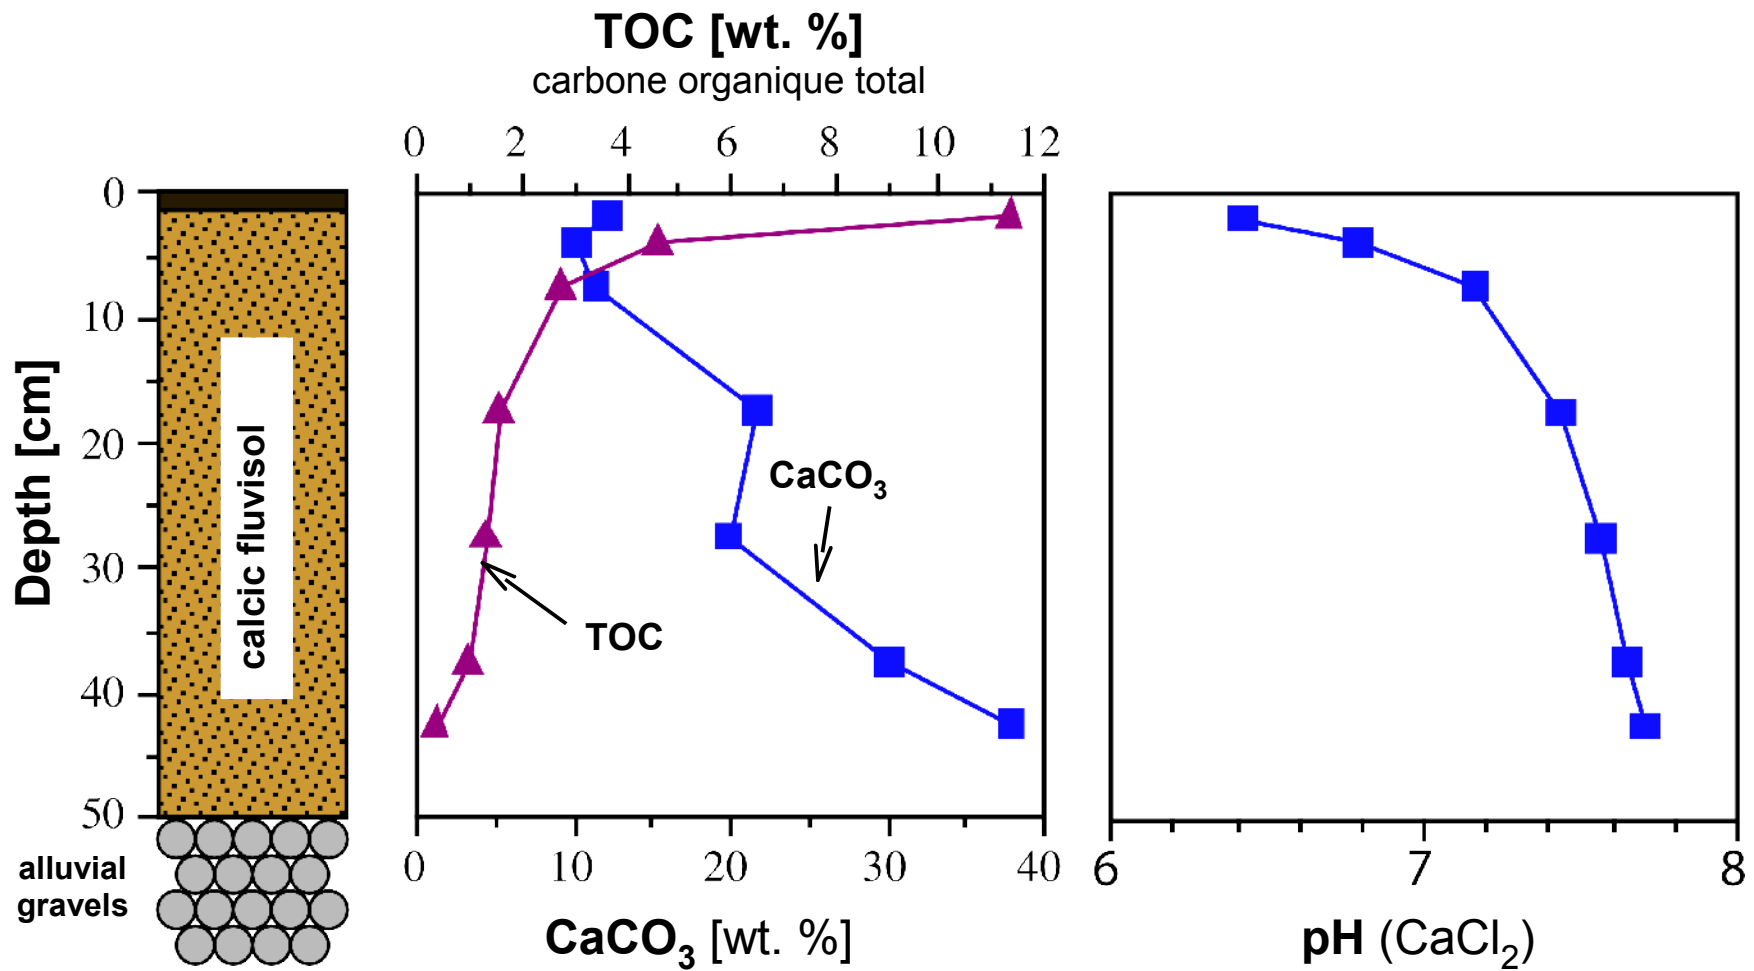 TOC [wt. %]
carbone organique total
0 2 4 6 8 10 12
Depth [cm]
0
10
20
30
40
50
calcic fluvisol
alluvial
gravels
CaCO₃
TOC
0 10 20 30 40
CaCO₃ [wt. %]
6 7 8
pH (CaCl₂)